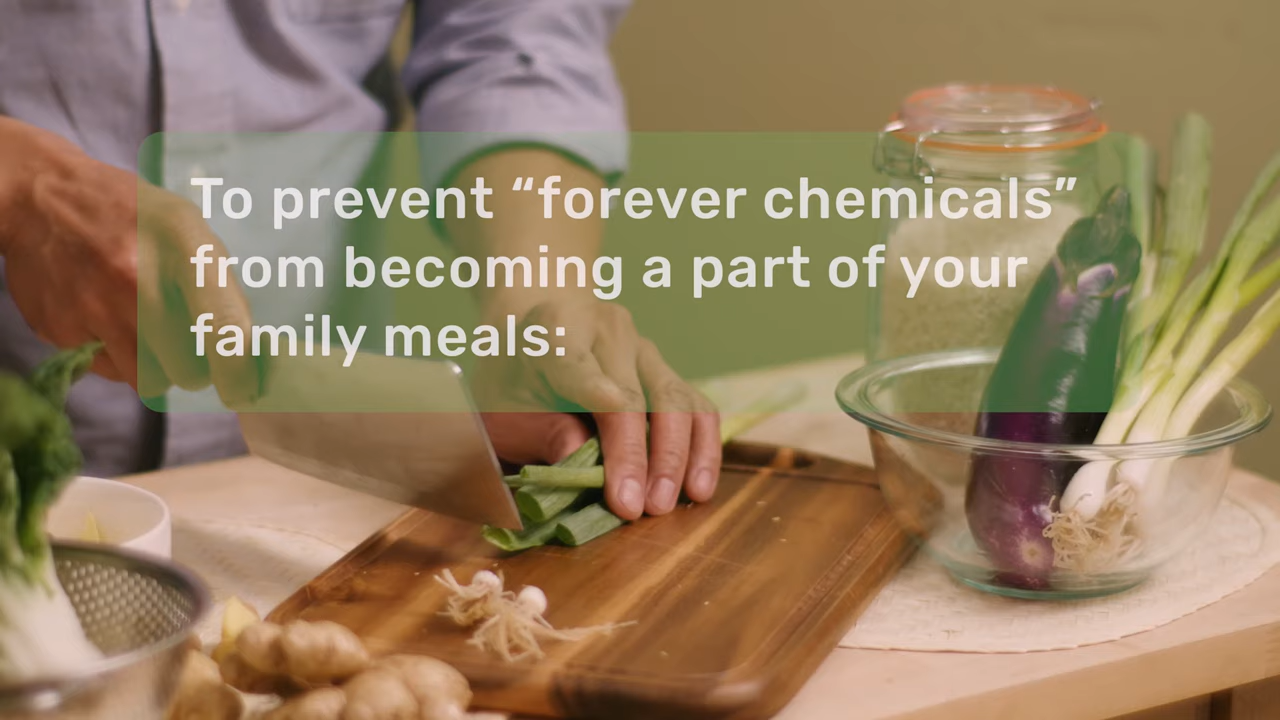 To prevent “forever chemicals”
from becoming a part of your
family meals: